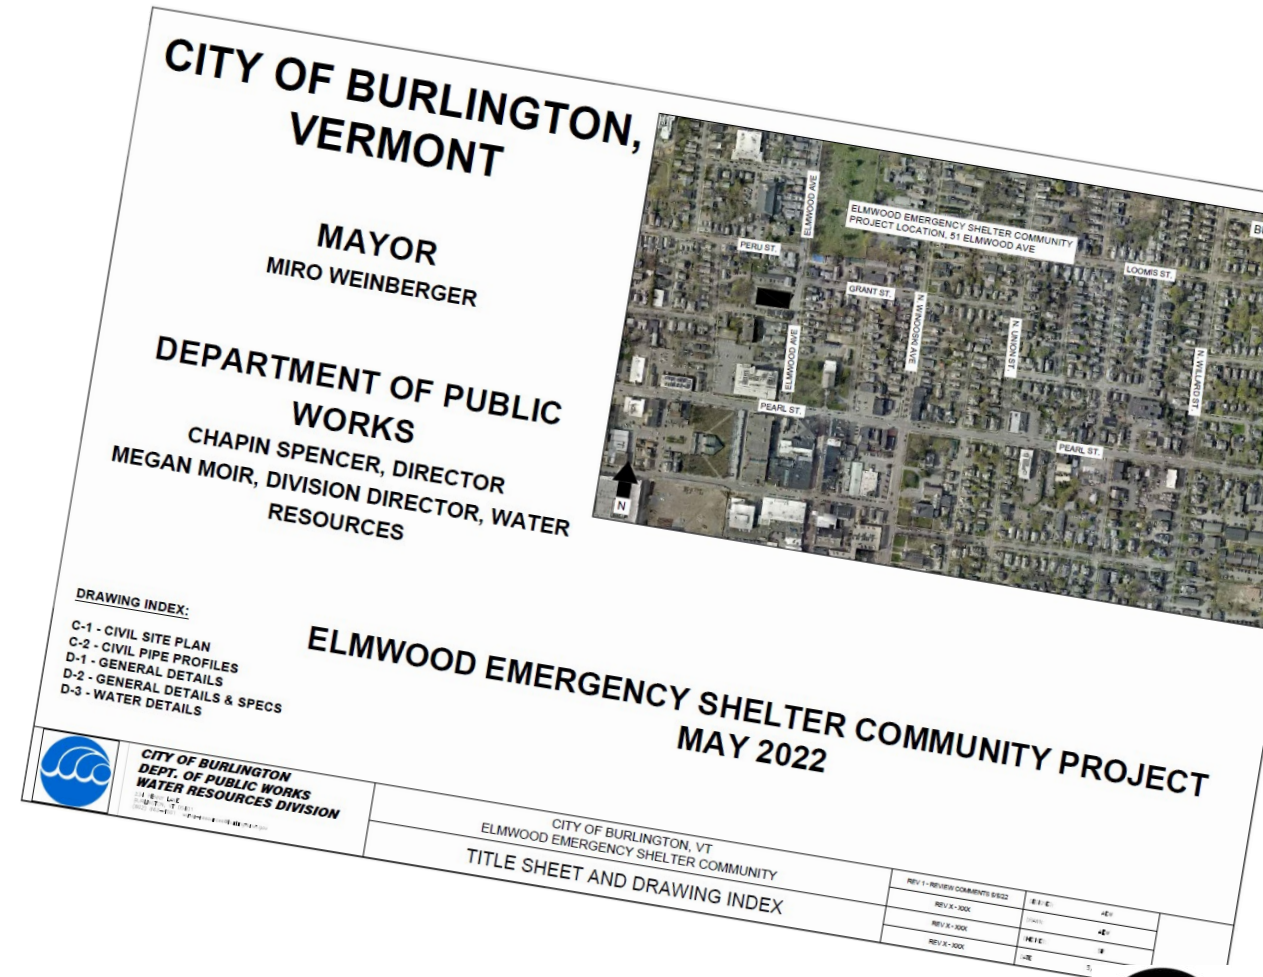 CITY OF BURLINGTON,
VERMONT
MAYOR
MIRO WEINBERGER
DEPARTMENT OF PUBLIC
WORKS
CHAPIN SPENCER, DIRECTOR
MEGAN MOIR, DIVISION DIRECTOR, WATER
RESOURCES
ELMWOOD AVE
ELMWOOD EMERGENCY SHELTER COMMUNITY
PROJECT LOCATION, 51 ELMWOOD AVE
PERU ST.
LOOMIS ST.
GRANT ST.
N. WINOOSKI AVE
N. UNION ST.
ELMWOOD AVE
N. WILLARD ST.
PEARL ST.
PEARL ST.
N
DRAWING INDEX:
C-1 - CIVIL SITE PLAN
C-2 - CIVIL PIPE PROFILES
D-1 - GENERAL DETAILS
D-2 - GENERAL DETAILS & SPECS
D-3 - WATER DETAILS
ELMWOOD EMERGENCY SHELTER COMMUNITY PROJECT
MAY 2022
CITY OF BURLINGTON
DEPT. OF PUBLIC WORKS
WATER RESOURCES DIVISION
CITY OF BURLINGTON, VT
ELMWOOD EMERGENCY SHELTER COMMUNITY
TITLE SHEET AND DRAWING INDEX
REV 1 - REVIEW COMMENTS
REV X - XXX
REV X - XXX
REV X - XXX
DATE